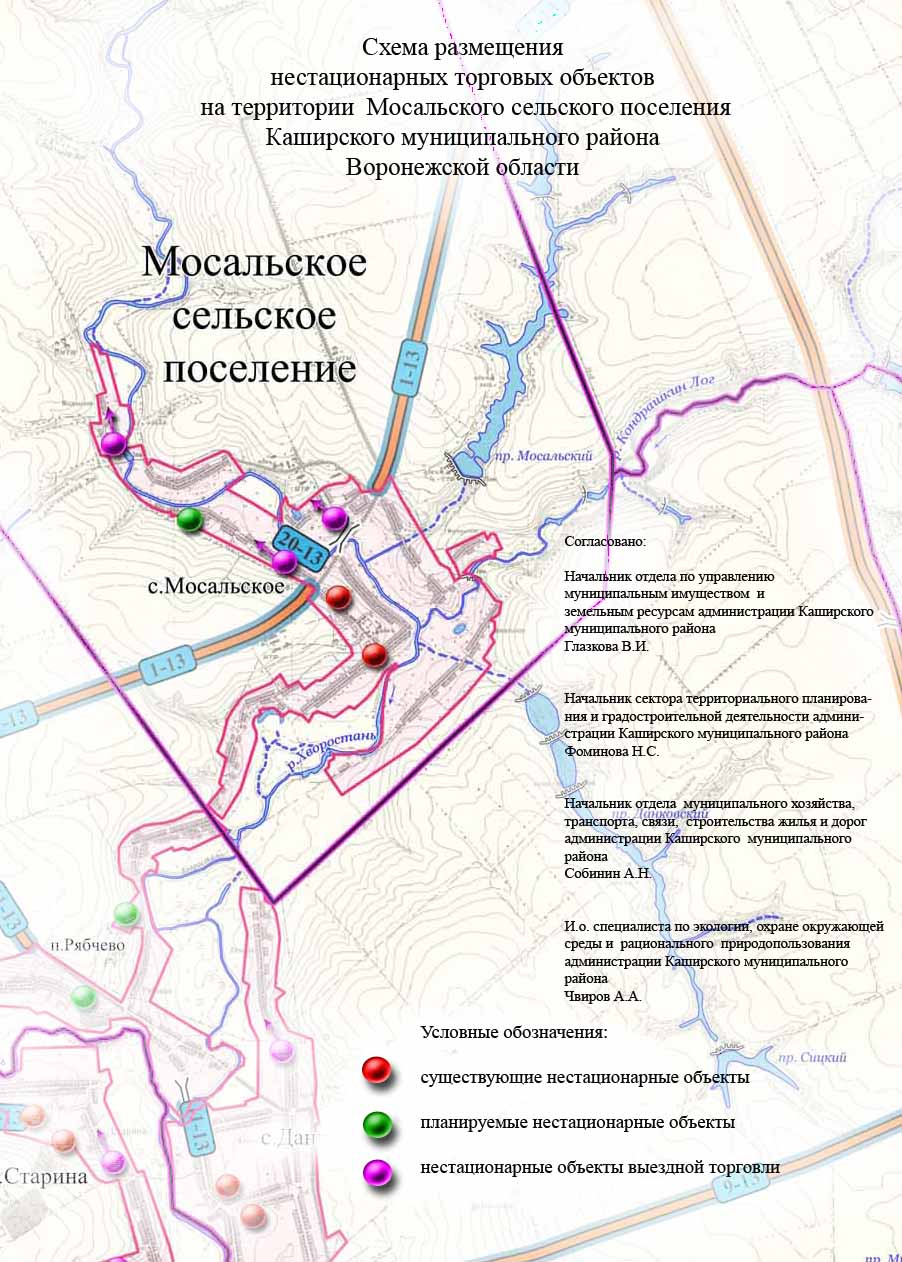 Схема размещения
нестационарных торговых объектов
на территории Мосальского сельского поселения
Каширского муниципального района
Воронежской области
Мосальское
сельское
поселение
1-13
р. Кондрашкин Лог
пр. Мосальский
20-13
с.Мосальское
1-13
-13
р.Хворостань
Согласовано:
Начальник отдела по управлению
муниципальным имуществом и
земельным ресурсам администрации Каширского
муниципального района
Глазкова В.И.
Начальник сектора территориального планирова-
ния и градостроительной деятельности админи-
страции Каширского муниципального района
Фоминова Н.С.
Начальник отдела муниципального хозяйства,
транспорта, связи, строительства жилья и дорог
администрации Каширского муниципального
района
Собинин А.Н.
пр. Данковский
И.о. специалиста по экологии, охране окружающей
среды и рационального природопользования
администрации Каширского муниципального
района
Чвиров А.А.
п.Рябчево
пр. Сицкий
Условные обозначения:
существующие нестационарные объекты
планируемые нестационарные объекты
нестационарные объекты выездной торговли
с.Дан
.Старина
9-13